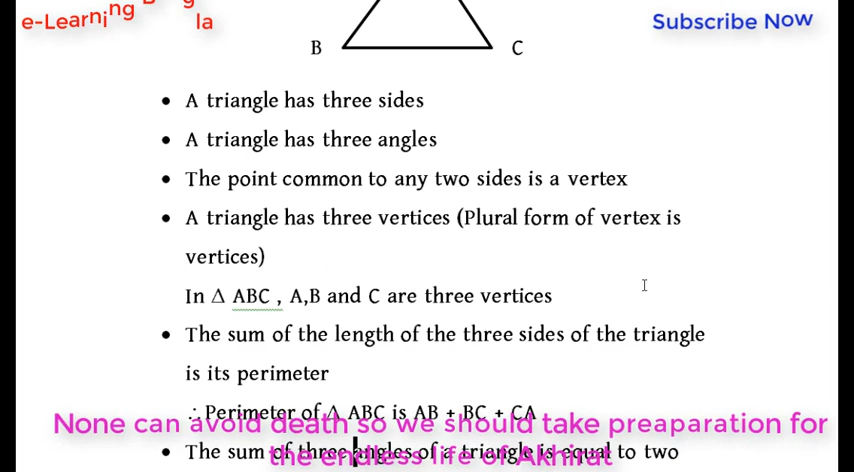 e-Learning
la
Subscribe Now
B
C
• A triangle has three sides
• A triangle has three angles
• The point common to any two sides is a vertex
• A triangle has three vertices (Plural form of vertex is
vertices)
In Δ ABC , A,B and C are three vertices
• The sum of the length of the three sides of the triangle
is its perimeter
∴ Perimeter of Δ ABC is AB + BC + CA
None can avoid death so we should take preaparation for
• The sum of three angles of a triangle is equal to two
the endless life of Akhirat